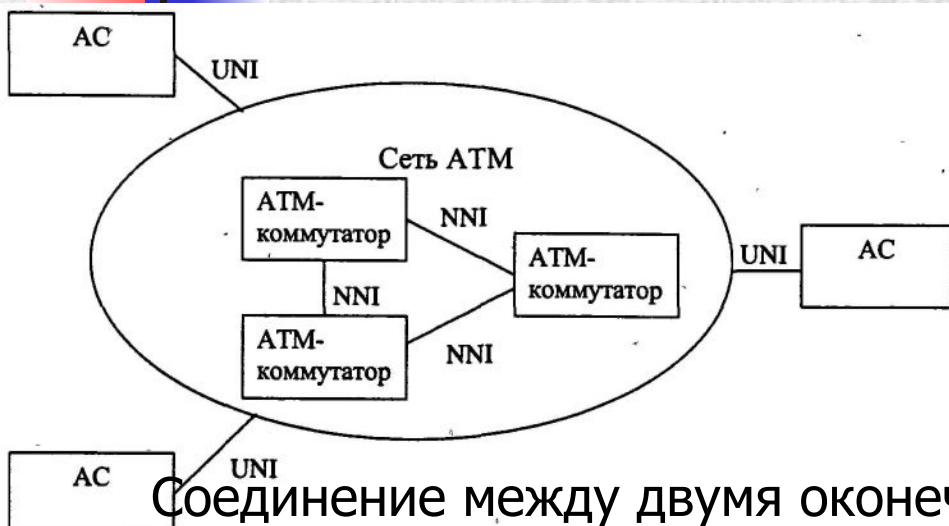 АС
UNI
Сеть АТМ
АТМ-
коммутатор
NNI
АТМ-
коммутатор
UNI
АС
NNI
АТМ-
коммутатор
NNI
АС
UNI
Соединение между двумя